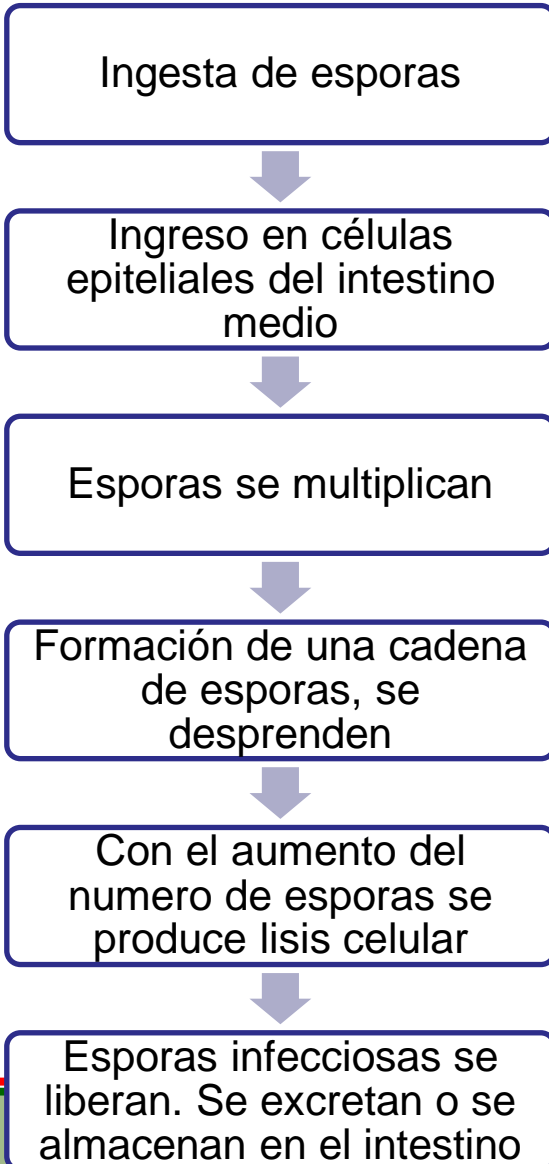 Ingesta de esporas
Ingreso en células
epiteliales del intestino
medio
Esporas se multiplican
Formación de una cadena
de esporas, se
desprenden
Con el aumento del
numero de esporas se
produce lisis celular
Esporas infecciosas se
liberan. Se excretan o se
almacenan en el intestino